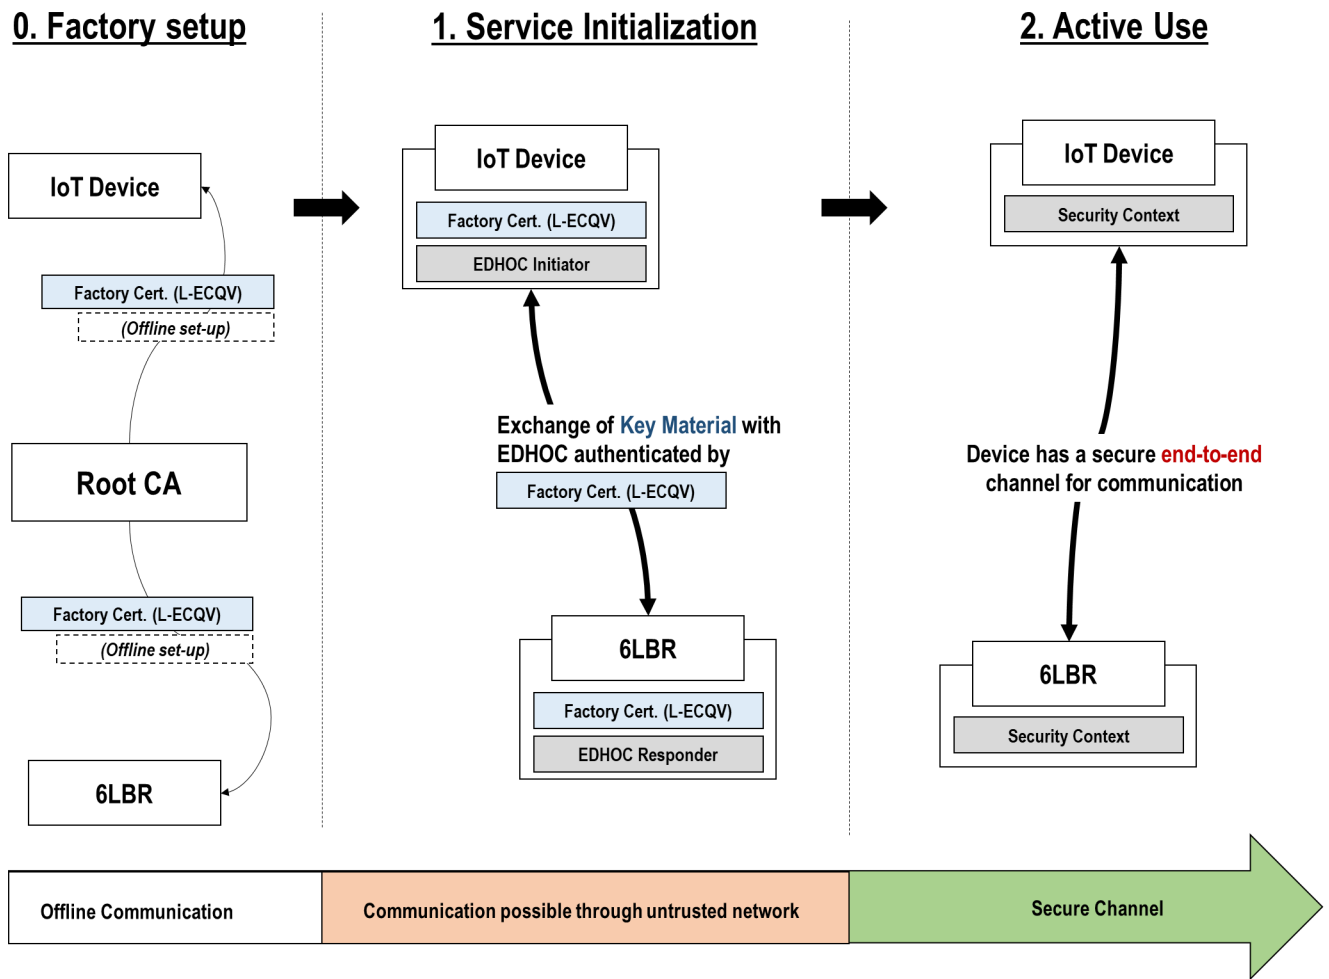 0. Factory setup
1. Service Initialization
2. Active Use
IoT Device
Factory Cert. (L-ECQV)
(Offline set-up)
Root CA
Factory Cert. (L-ECQV)
(Offline set-up)
6LBR
IoT Device
Factory Cert. (L-ECQV)
EDHOC Initiator
Exchange of Key Material with
EDHOC authenticated by
Factory Cert. (L-ECQV)
6LBR
Factory Cert. (L-ECQV)
EDHOC Responder
IoT Device
Security Context
Device has a secure end-to-end
channel for communication
6LBR
Security Context
Offline Communication
Communication possible through untrusted network
Secure Channel